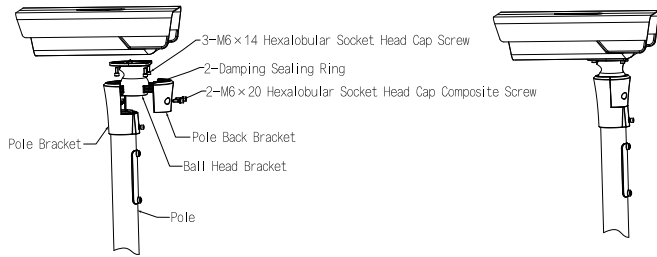 3-M6×14 Hexalobular Socket Head Cap Screw
2-Damping Sealing Ring
2-M6×20 Hexalobular Socket Head Cap Composite Screw
Pole Back Bracket
Pole Bracket
Ball Head Bracket
Pole